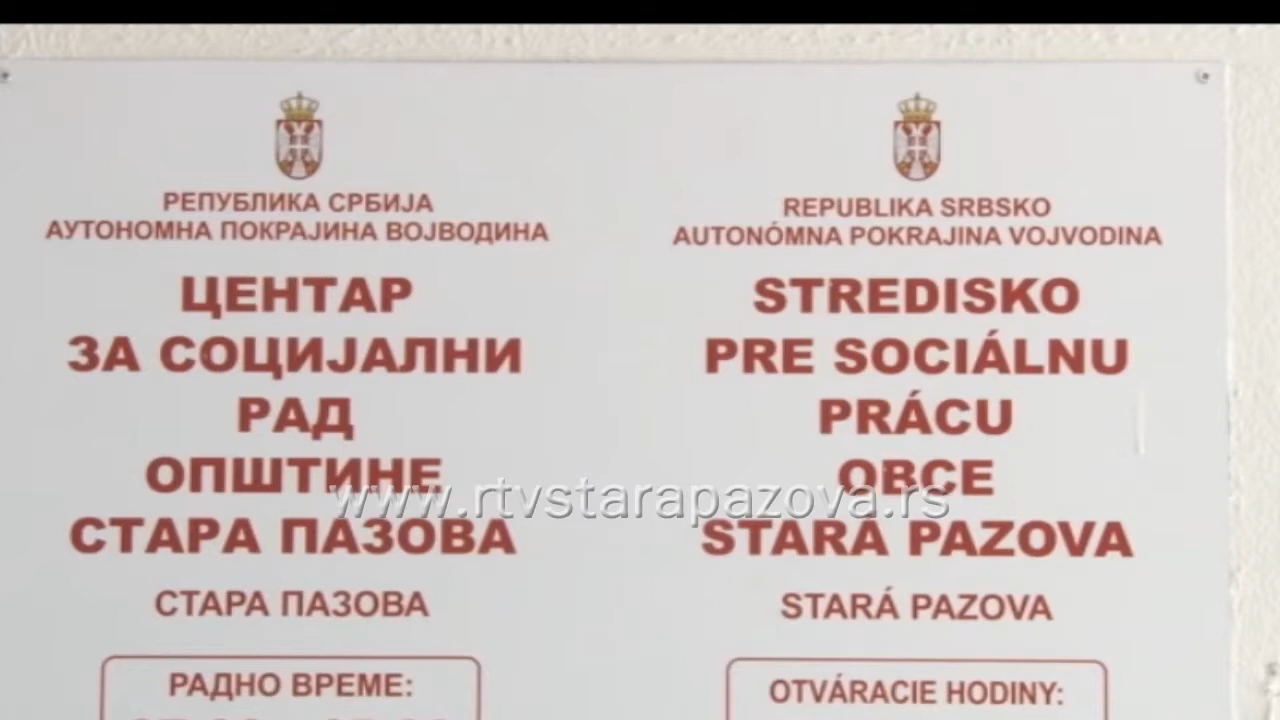 РЕПУБЛИКА СРБИЈА
АУТОНОМНА ПОКРАЈИНА ВОЈВОДИНА
ЦЕНТАР
ЗА СОЦИЈАЛНИ
РАД
ОПШТИНЕ
СТАРА ПАЗОВА
СТАРА ПАЗОВА
РАДНО ВРЕМЕ:
REPUBLIKA SRBSKO
AUTONÓMNA POKRAJINA VOJVODINA
STREDISKO
PRE SOCIÁLNU
PRÁCU
OBCE
STARÁ PAZOVA
STARÁ PAZOVA
OTVÁRACIE HODINY:
www.rtvstarapazova.rs